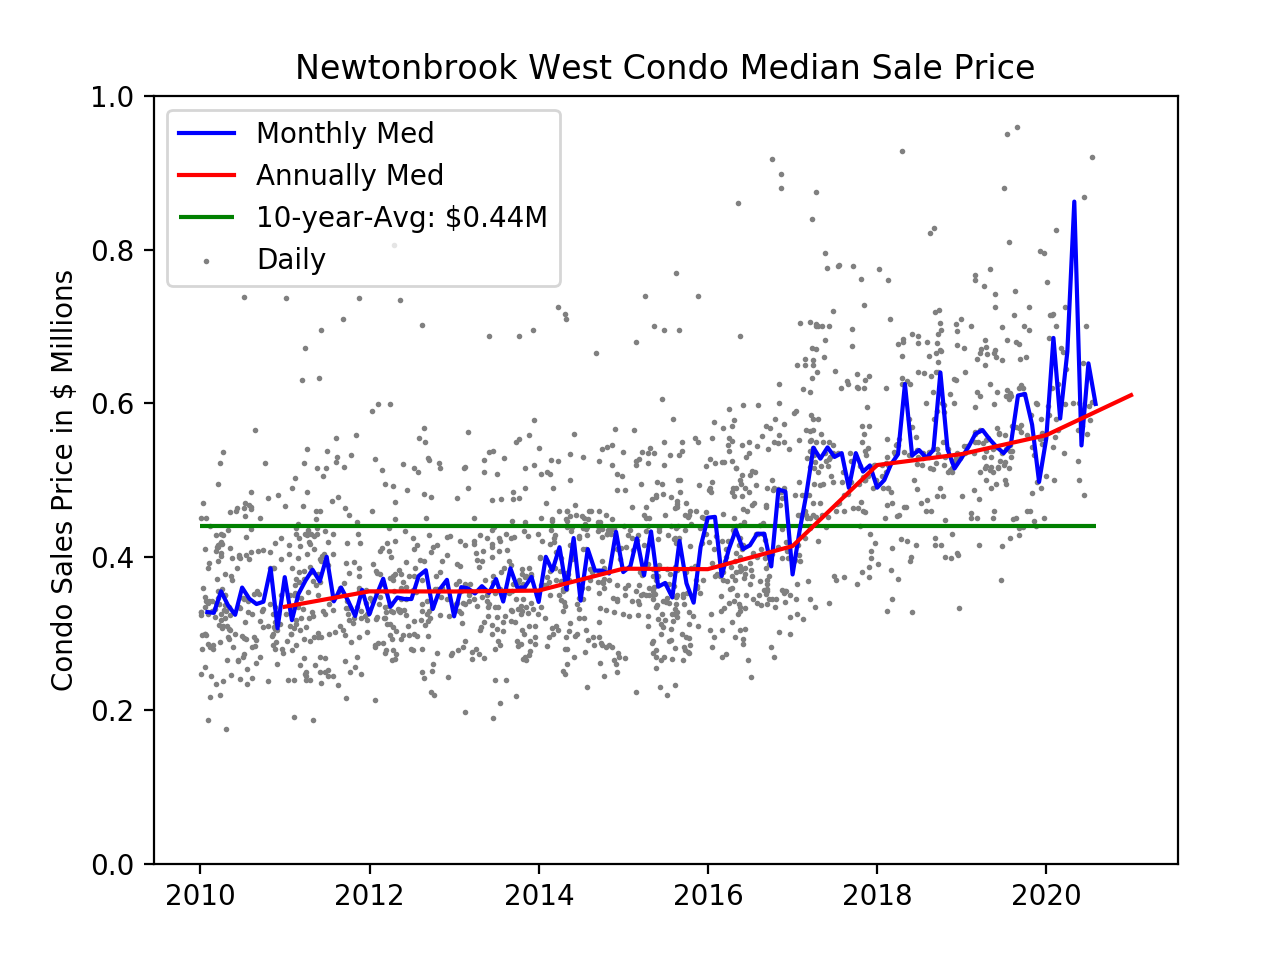 Newtonbrook West Condo Median Sale Price
Condo Sales Price in $ Millions
1.0
0.8
0.6
0.4
0.2
0.0
Monthly Med
Annually Med
10-year-Avg: $0.44M
Daily
2010 2012 2014 2016 2018 2020